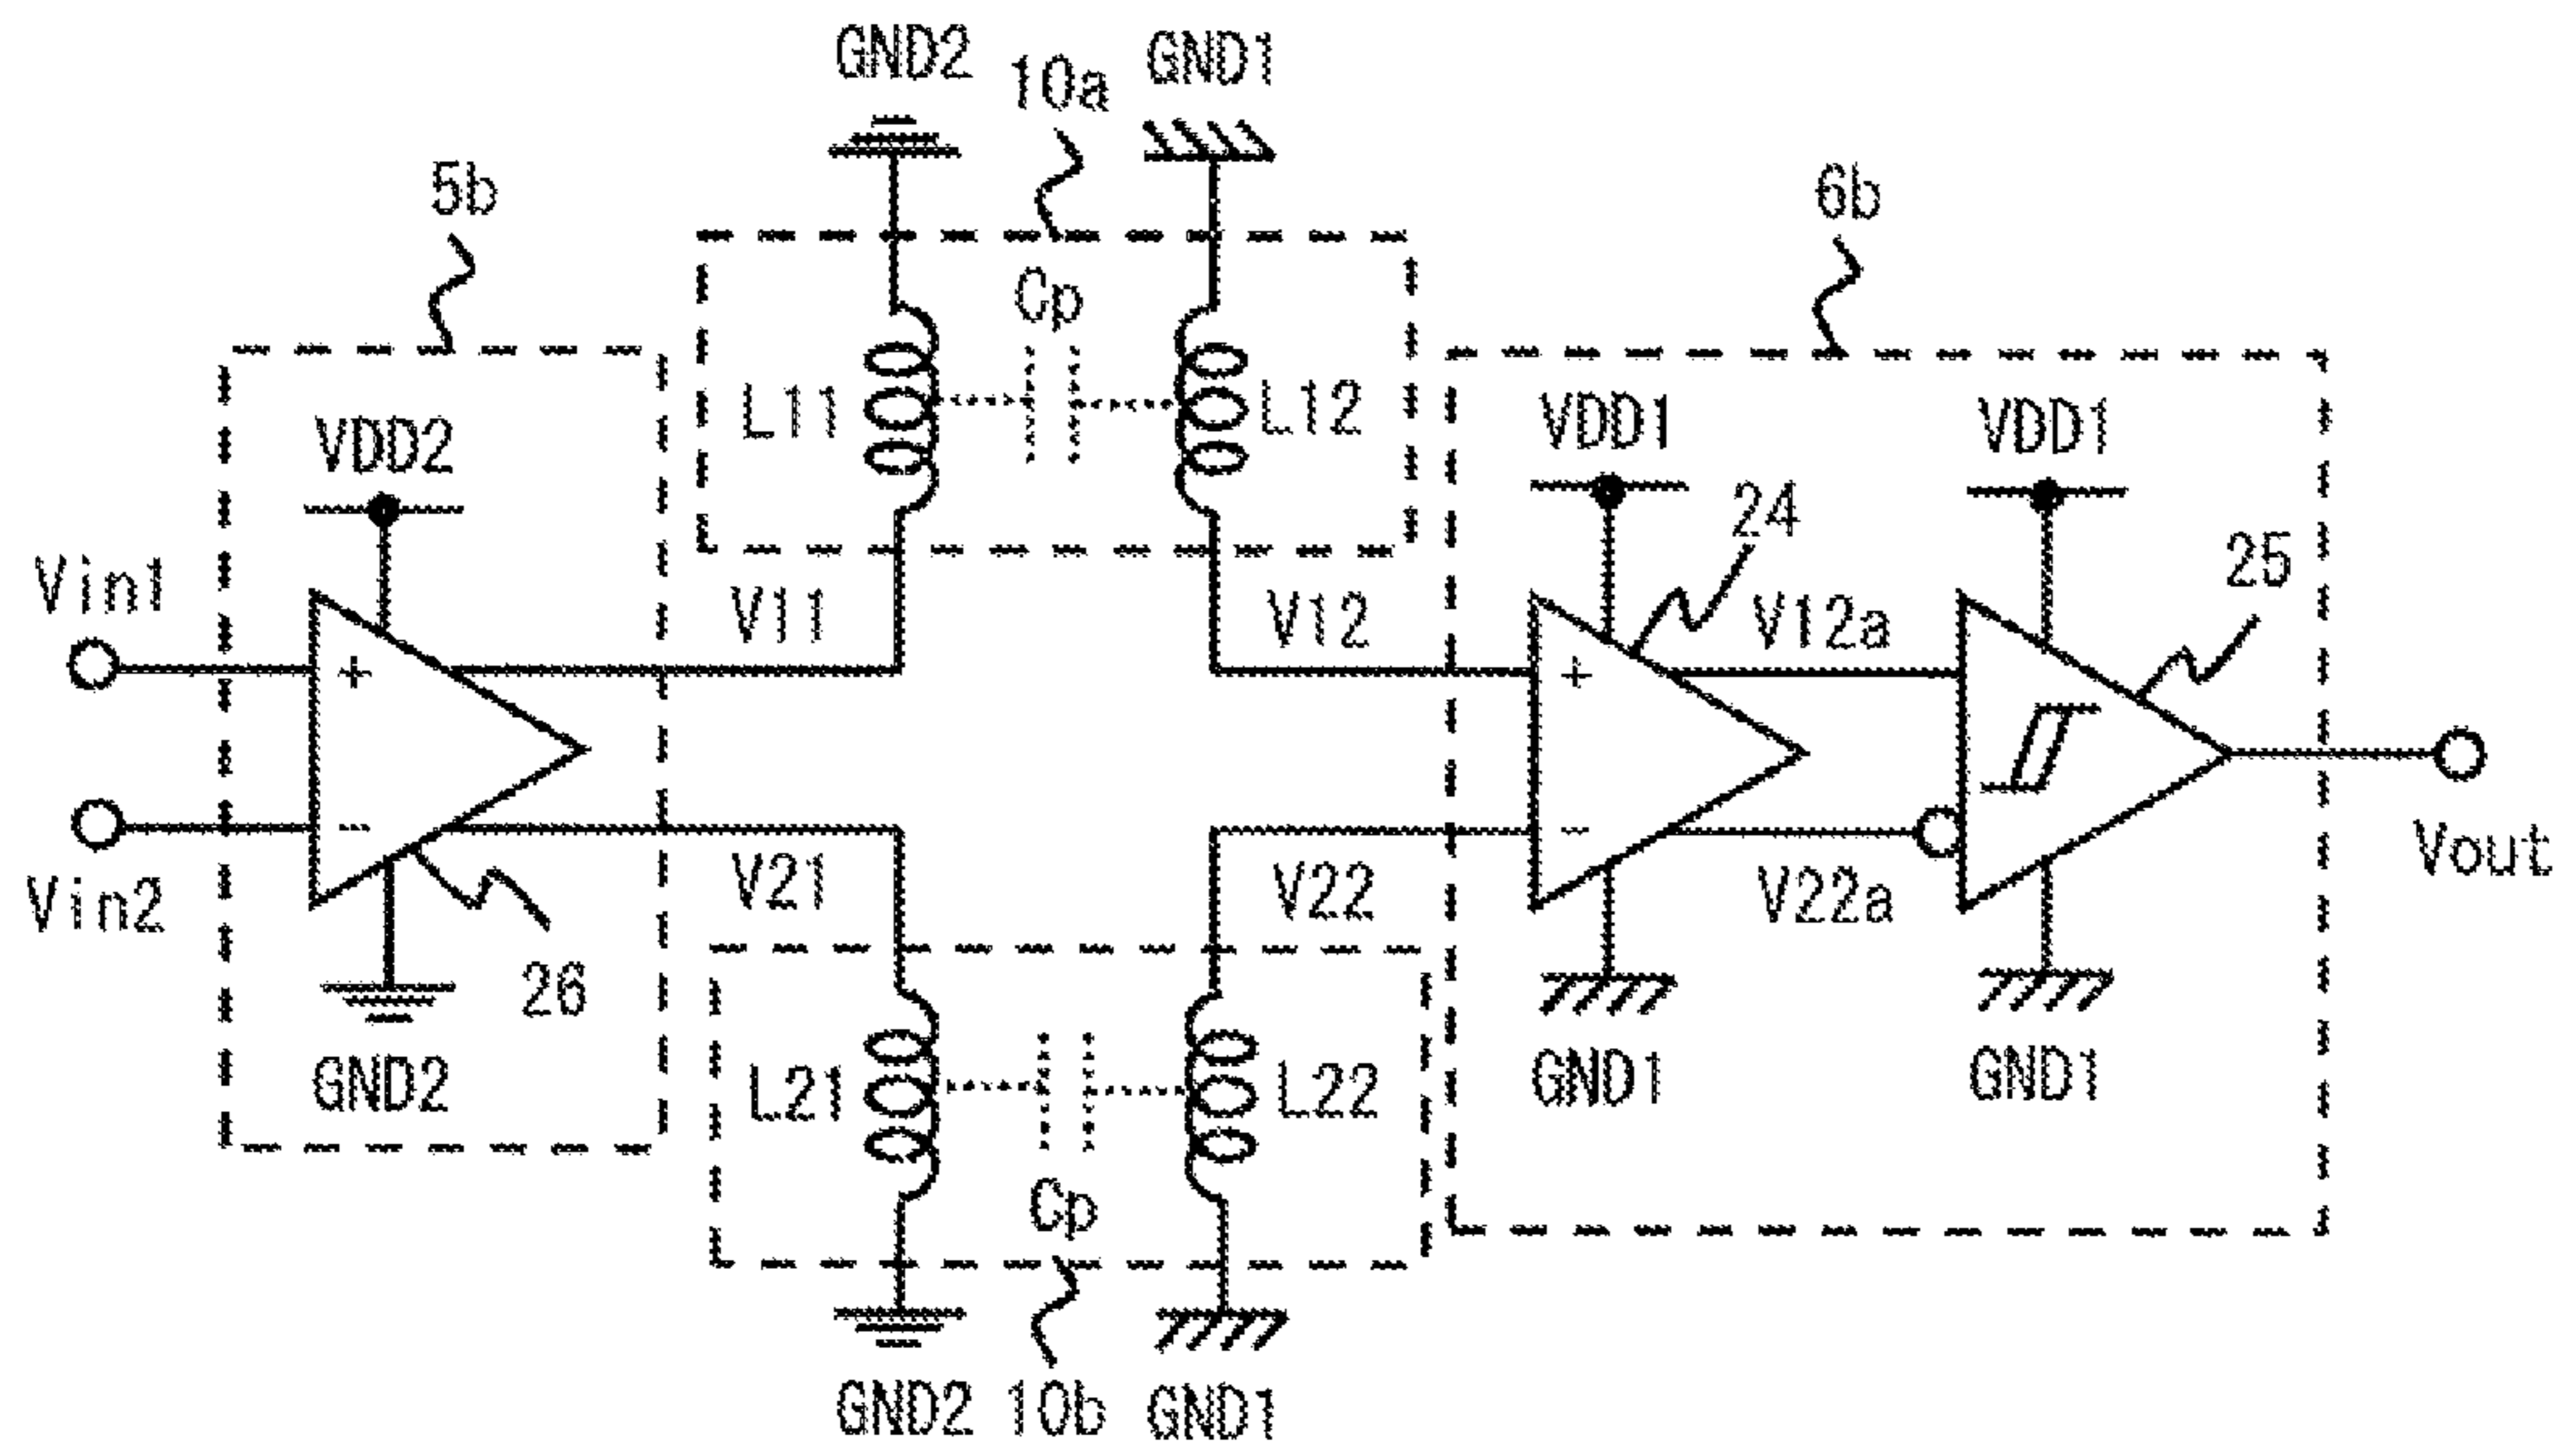 GND2
10a
GND1
5b
6b
Cp
L11
L12
VDD2
VDD1
VDD1
24
25
Vin1
V11
V12
V12a
+
+
-
-
Vin2
V21
V22
V22a
Vout
26
GND2
L21
L22
GND1
GND1
Cp
GND2
10b
GND1